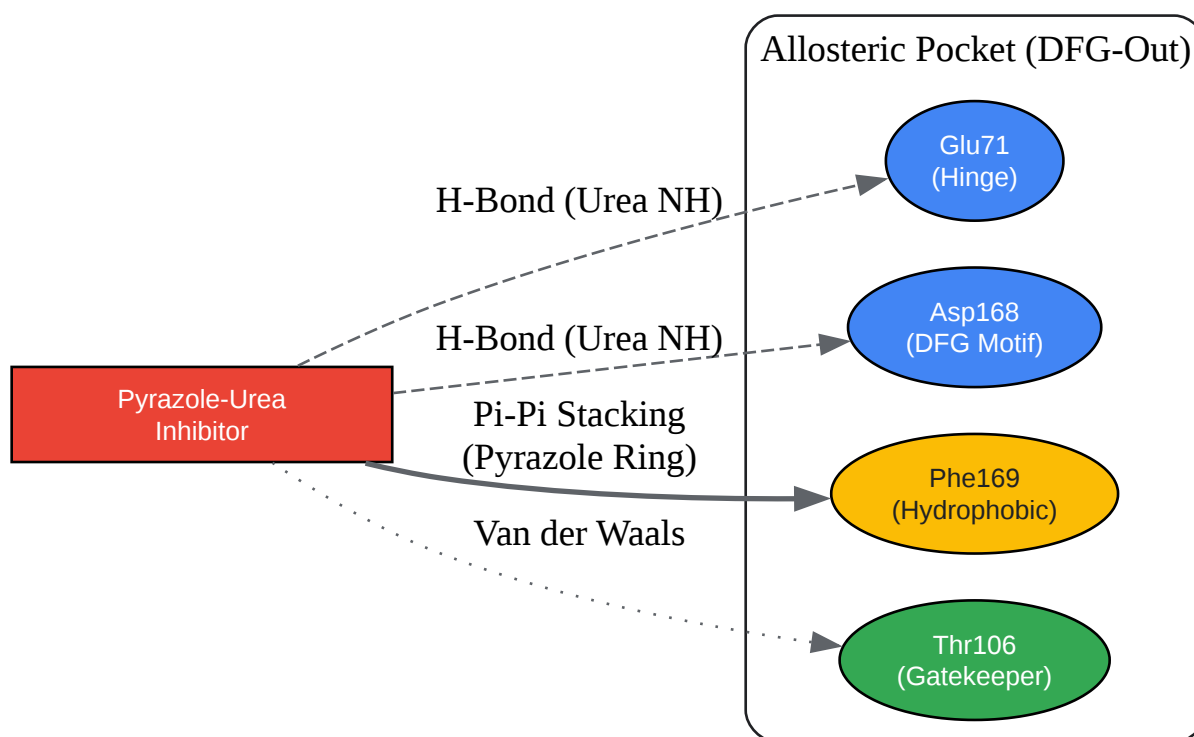 Allosteric Pocket (DFG-Out)
Glu71
(Hinge)
H-Bond (Urea NH)
Asp168
(DFG Motif)
H-Bond (Urea NH)
Pyrazole-Urea
Inhibitor
Pi-Pi Stacking
(Pyrazole Ring)
Phe169
(Hydrophobic)
Van der Waals
Thr106
(Gatekeeper)